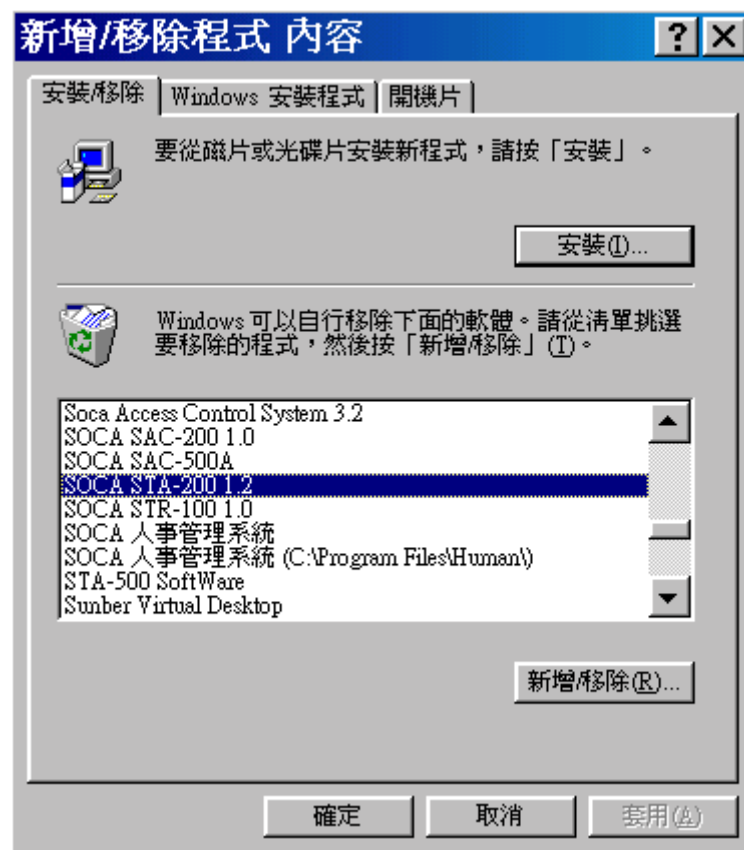 新增/移除程式 內容
安裝/移除
Windows 安裝程式
開機片
要從磁片或光碟片安裝新程式，請按「安裝」。
安裝(I)...
Windows 可以自行移除下面的軟體。請從清單挑選
要移除的程式，然後按「新增/移除」(T)。
Soca Access Control System 3.2
SOCA SAC-200 1.0
SOCA SAC-500A
SOCA STA-200 1.2
SOCA STR-100 1.0
SOCA 人事管理系統
SOCA 人事管理系統 (C:\Program Files\Human\)
STA-500 SoftWare
Sunber Virtual Desktop
新增/移除(R)...
確定
取消
套用(A)